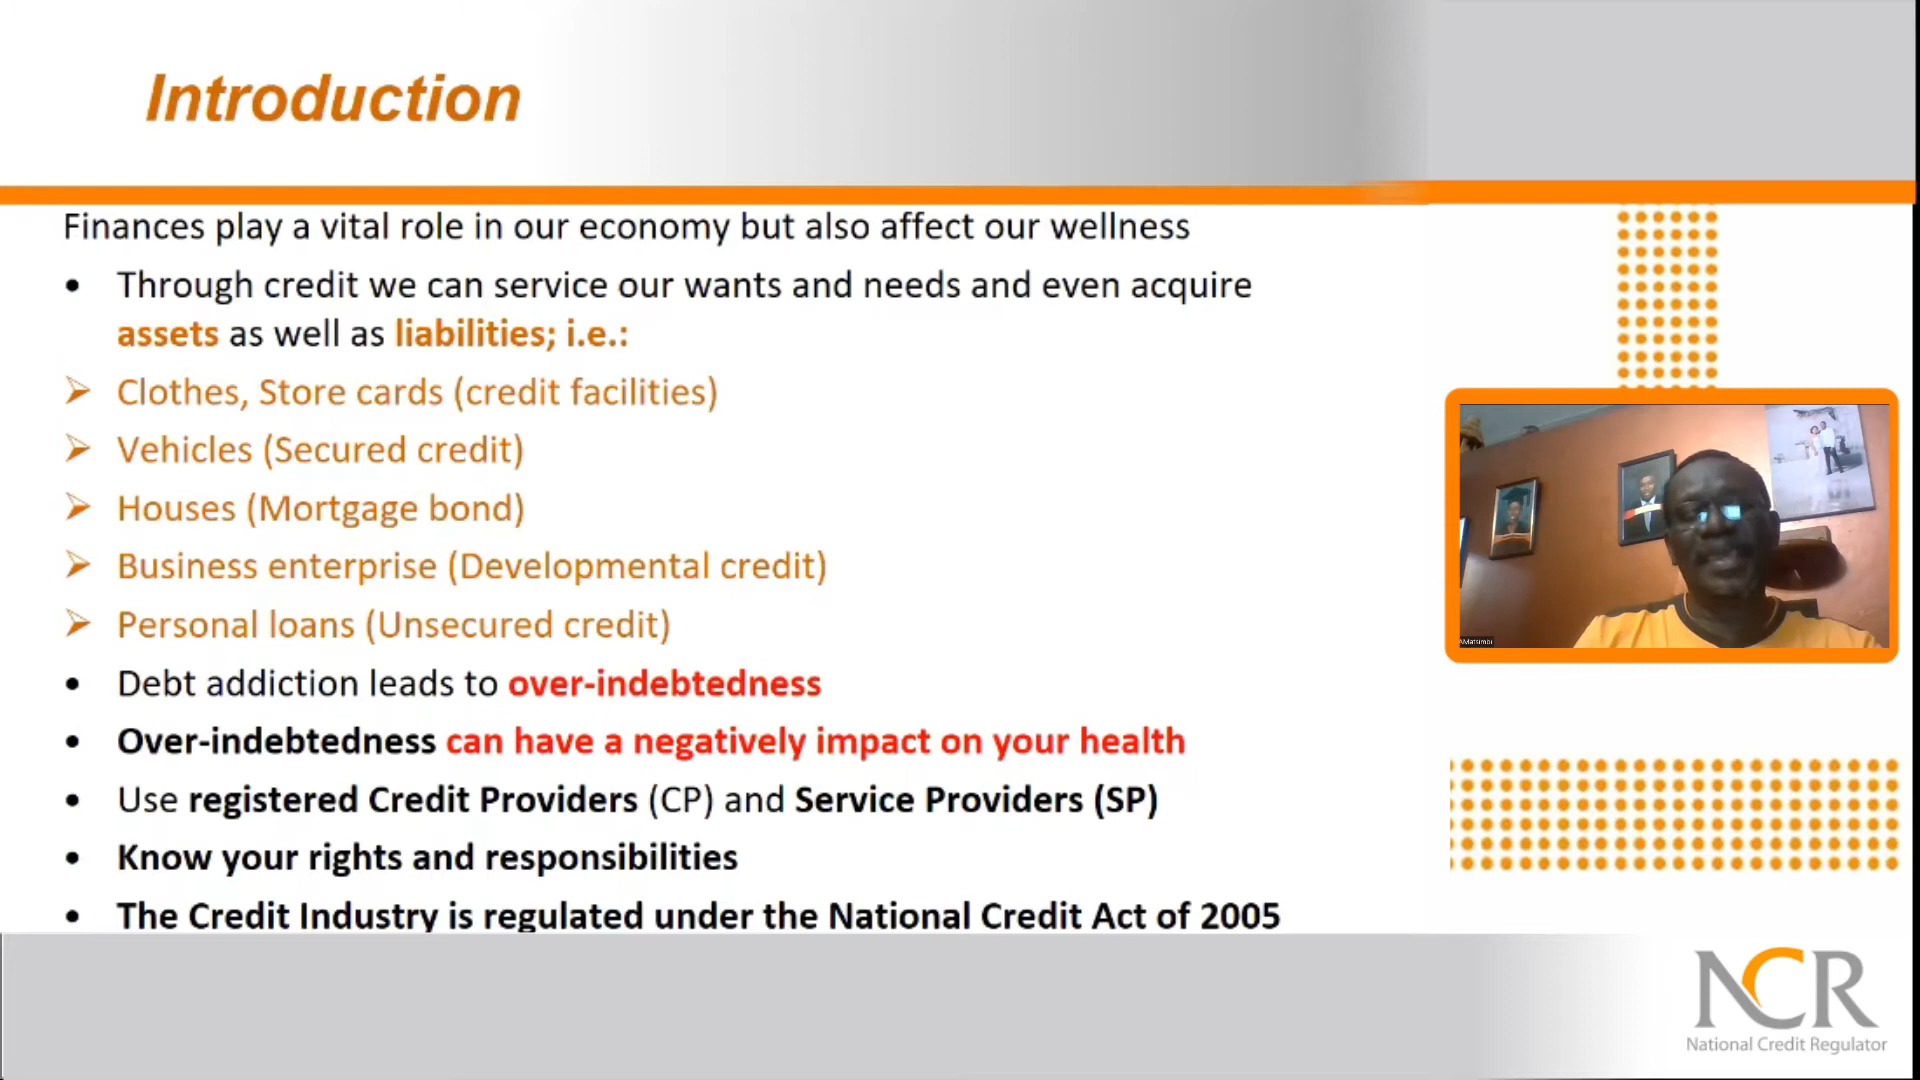 Introduction
Finances play a vital role in our economy but also affect our wellness
• Through credit we can service our wants and needs and even acquire
assets as well as liabilities; i.e.:
➢ Clothes, Store cards (credit facilities)
➢ Vehicles (Secured credit)
➢ Houses (Mortgage bond)
➢ Business enterprise (Developmental credit)
➢ Personal loans (Unsecured credit)
• Debt addiction leads to over-indebtedness
• Over-indebtedness can have a negatively impact on your health
• Use registered Credit Providers (CP) and Service Providers (SP)
• Know your rights and responsibilities
• The Credit Industry is regulated under the National Credit Act of 2005
AMatsimbi
NCR
National Credit Regulator